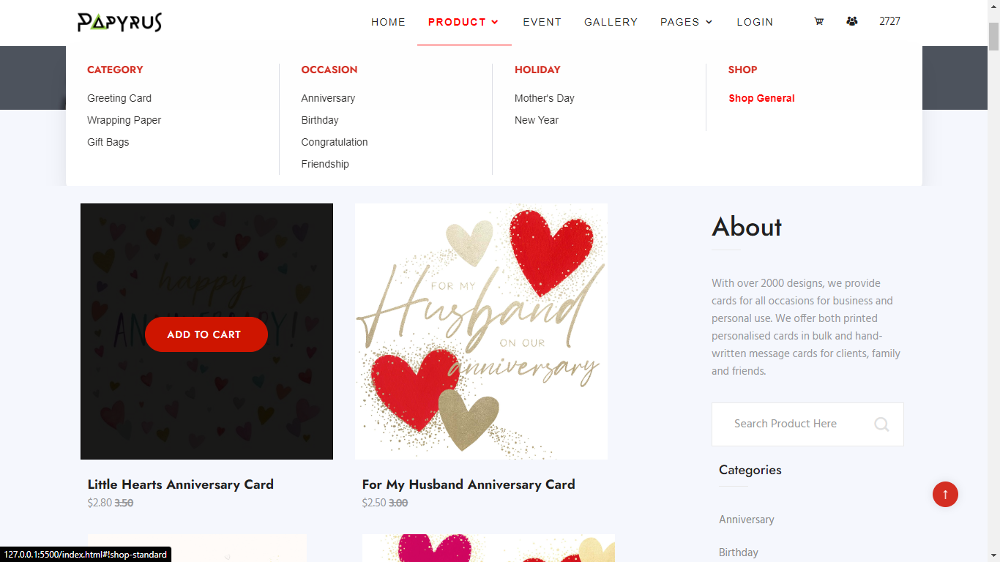 PAPYRUS
HOME PRODUCT EVENT GALLERY PAGES LOGIN 2727
CATEGORY
Greeting Card
Wrapping Paper
Gift Bags
OCCASION
Anniversary
Birthday
Congratulation
Friendship
HOLIDAY
Mother's Day
New Year
SHOP
Shop General
happy
ANNIVERSARY!
ADD TO CART
Little Hearts Anniversary Card
$2.80 3.50
FOR MY
Husband
ON OUR
anniversary
For My Husband Anniversary Card
$2.50 3.00
About
With over 2000 designs, we provide
cards for all occasions for business and
personal use. We offer both printed
personalised cards in bulk and hand-
written message cards for clients, family
and friends.
Search Product Here
Categories
Anniversary
Birthday
127.0.0.1:5500/index.html#!shop-standard